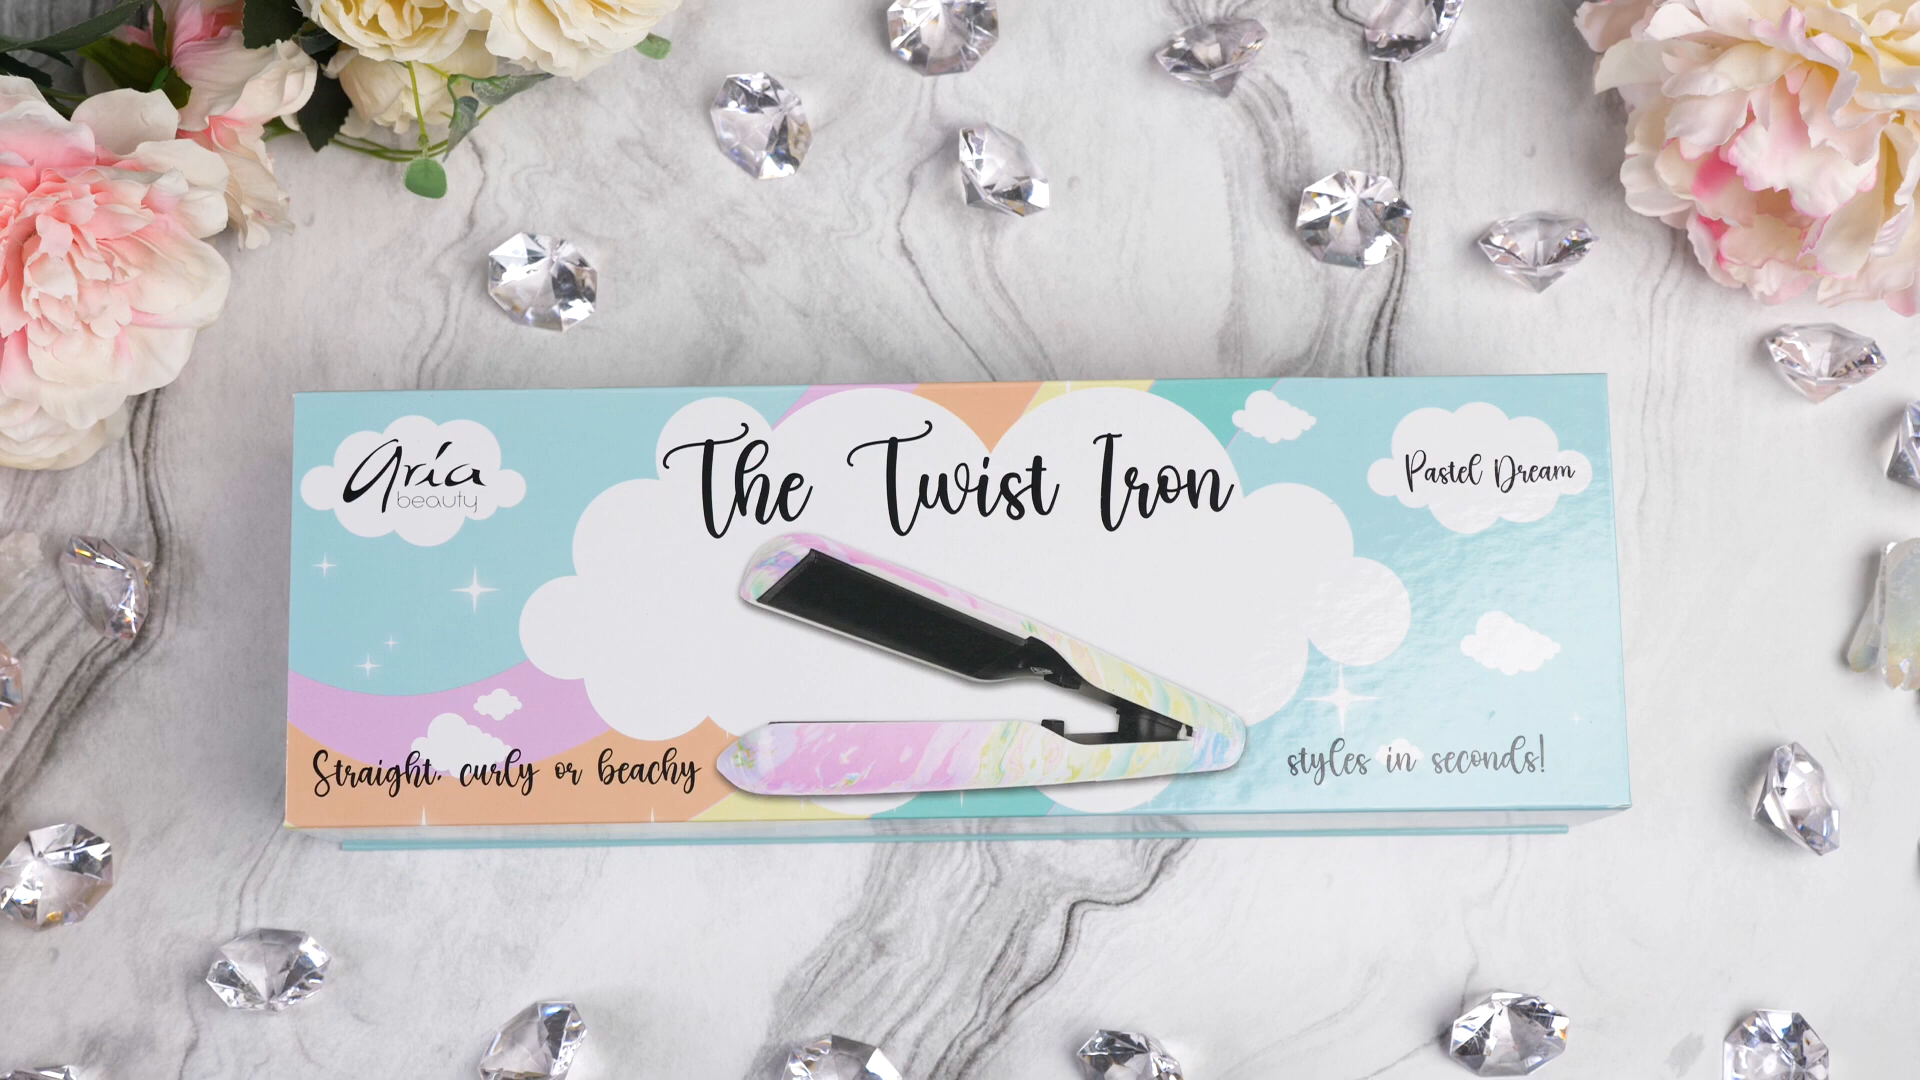 aria
beauty
The Twist Iron
Pastel Dream
Straight, curly or beachy
styles in seconds!